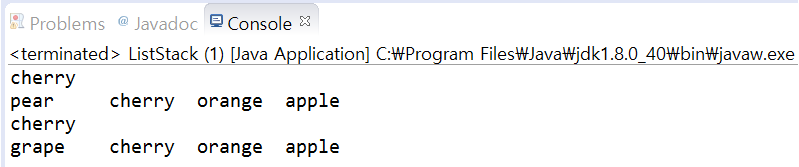 Problems @ Javadoc Console
<terminated> ListStack (1) [Java Application] C:₩Program Files₩Java₩jdk1.8.0_40₩bin₩javaw.exe
cherry
pear cherry orange apple
cherry
grape cherry orange apple